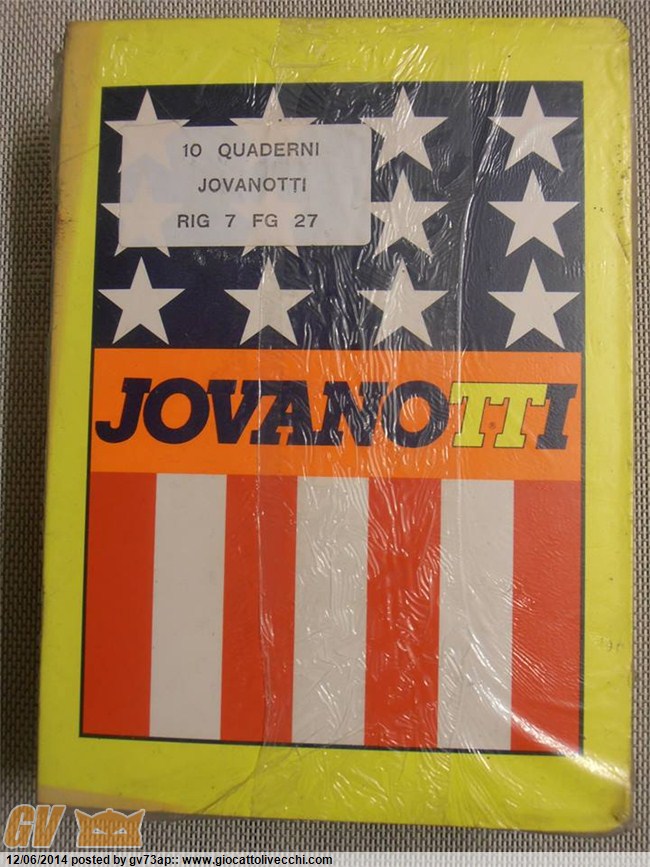 10 QUADERNI
JOVANOTTI
RIG 7 FG 27
JOVANOTTI
®
GV
12/06/2014 posted by gv73ap:: www.giocattolivecchi.com